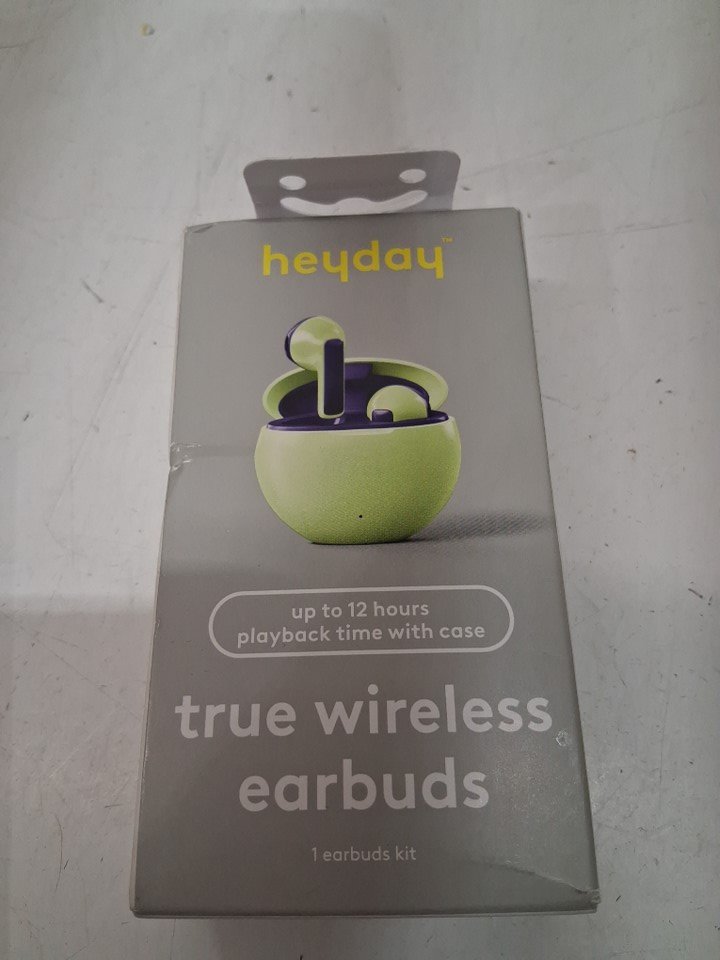 heyday™
up to 12 hours
playback time with case
true wireless
earbuds
1 earbuds kit